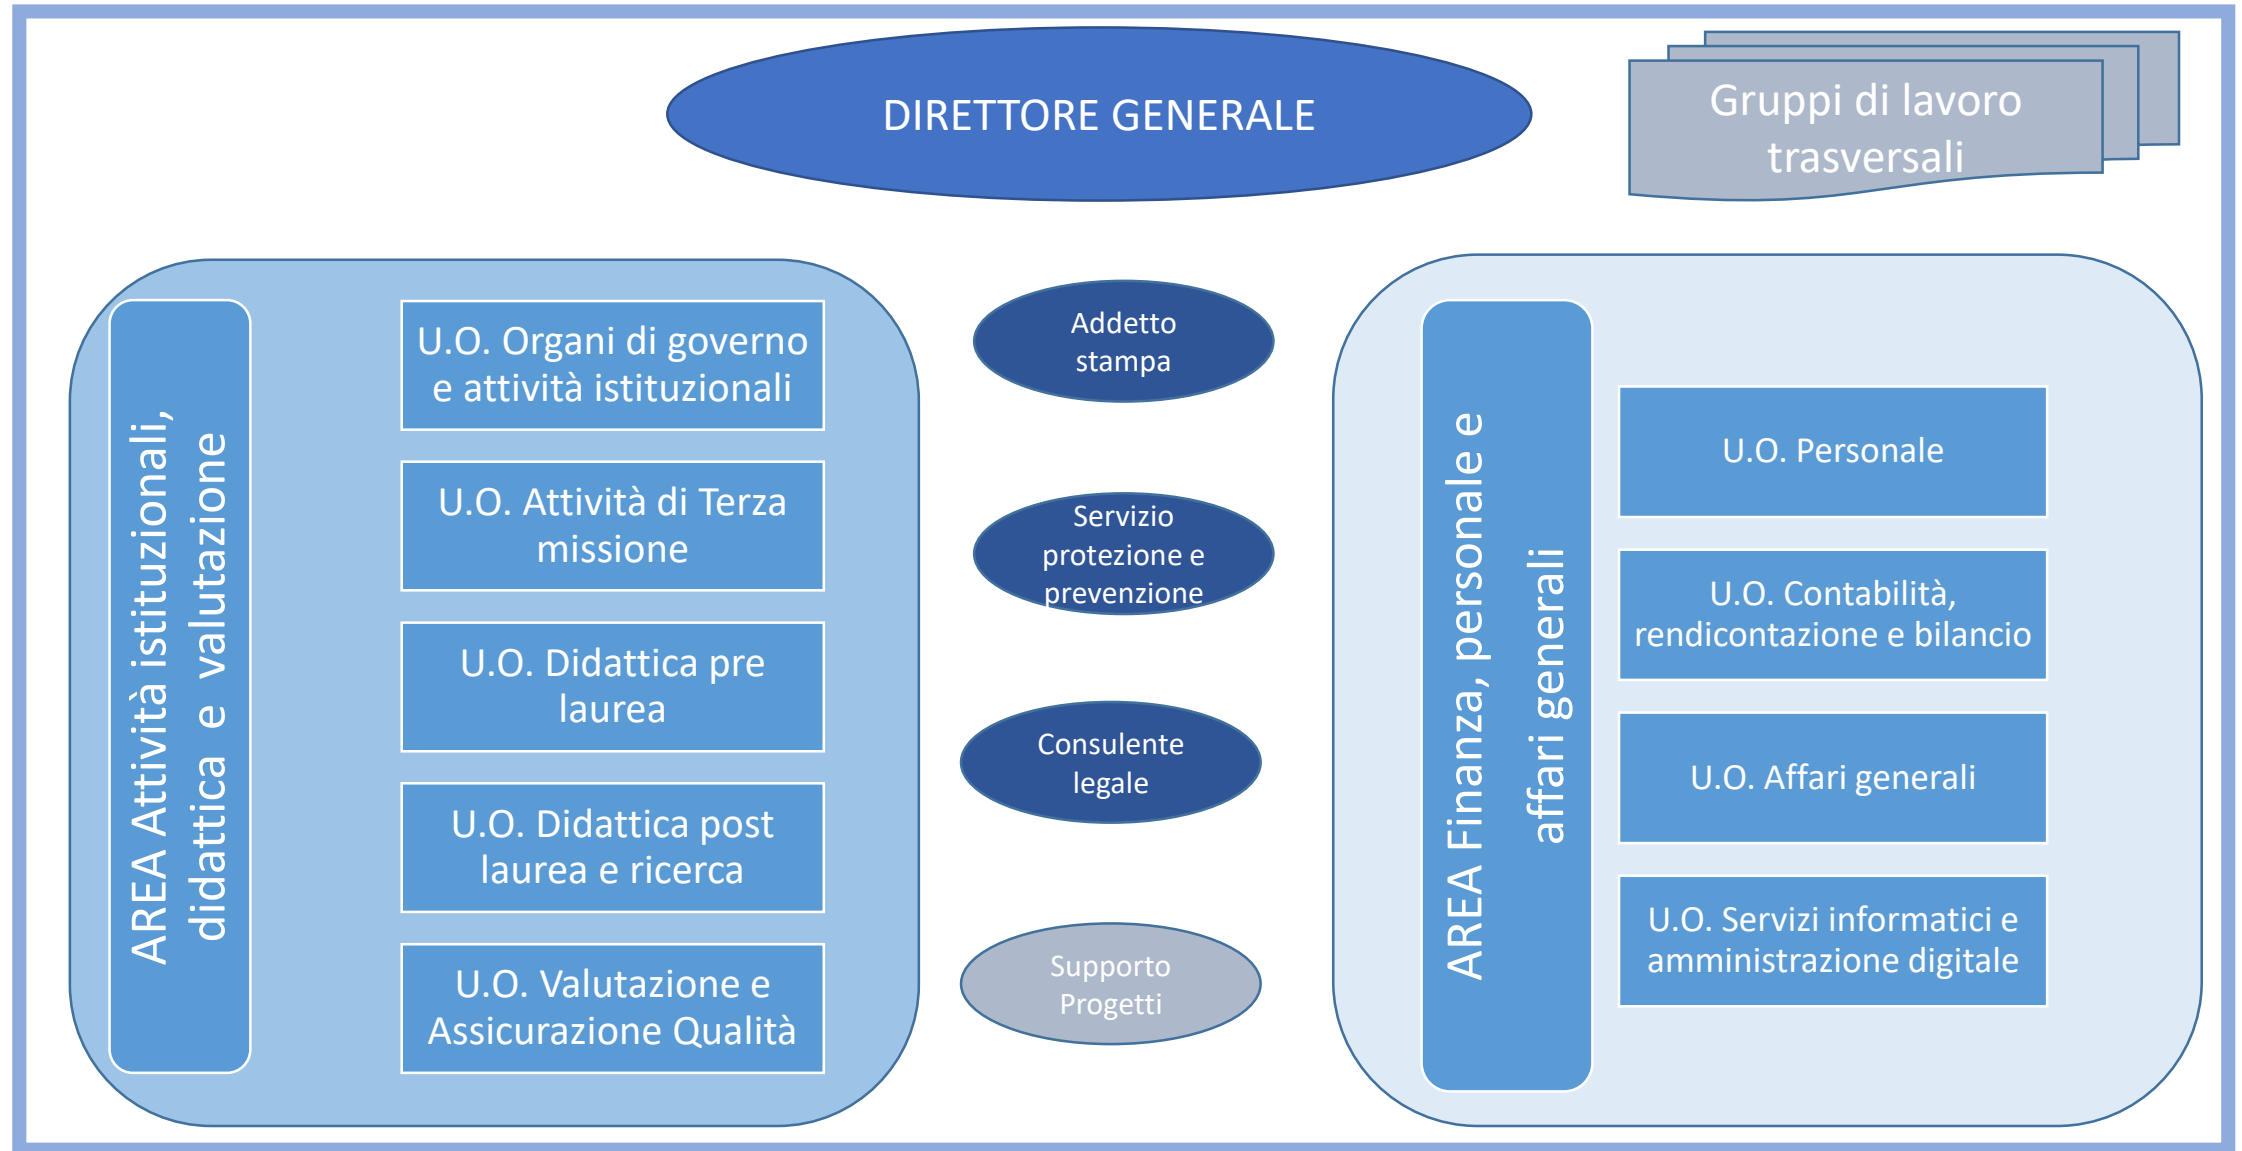 DIRETTORE GENERALE
Gruppi di lavoro
trasversali
AREA Attività istituzionali,
didattica e valutazione
U.O. Organi di governo
e attività istituzionali
U.O. Attività di Terza
missione
U.O. Didattica pre
laurea
U.O. Didattica post
laurea e ricerca
U.O. Valutazione e
Assicurazione Qualità
Addetto
stampa
Servizio
protezione e
prevenzione
Consulente
legale
Supporto
Progetti
AREA Finanza, personale e
affari generali
U.O. Personale
U.O. Contabilità,
rendicontazione e bilancio
U.O. Affari generali
U.O. Servizi informatici e
amministrazione digitale